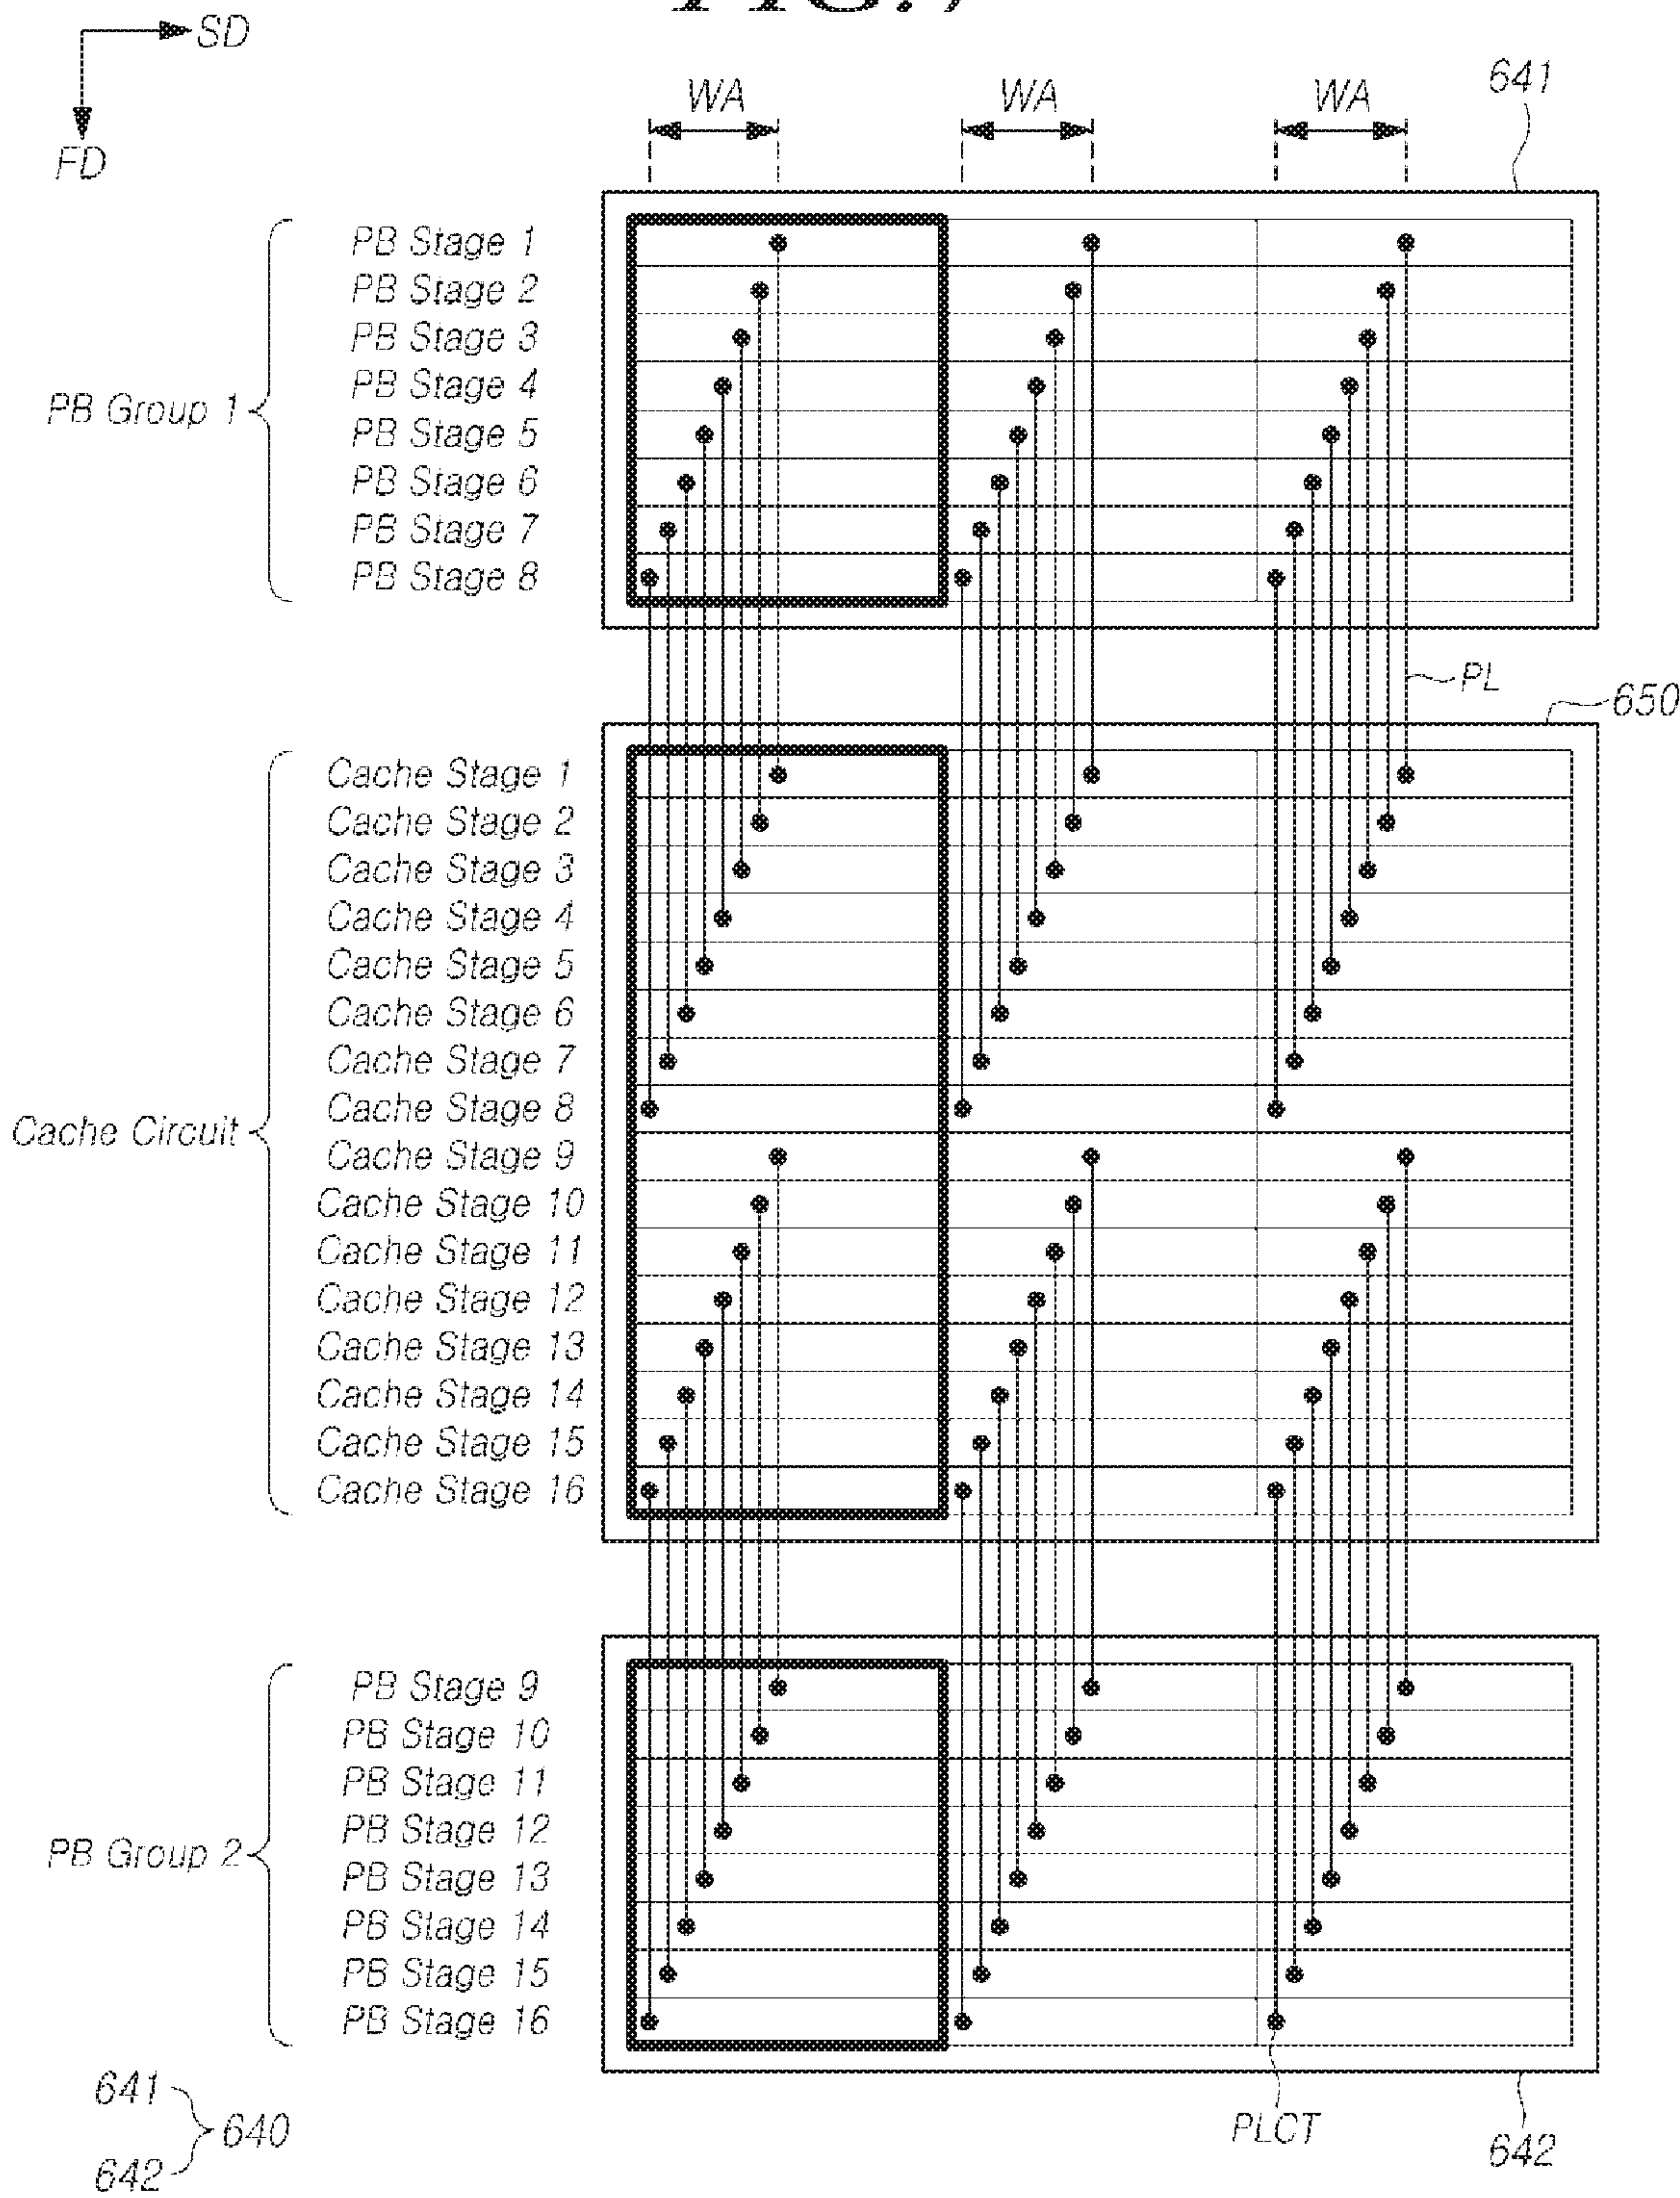 SD
FD
WA WA WA
641
PB Group 1
PB Stage 1
PB Stage 2
PB Stage 3
PB Stage 4
PB Stage 5
PB Stage 6
PB Stage 7
PB Stage 8
PL
650
Cache Circuit
Cache Stage 1
Cache Stage 2
Cache Stage 3
Cache Stage 4
Cache Stage 5
Cache Stage 6
Cache Stage 7
Cache Stage 8
Cache Stage 9
Cache Stage 10
Cache Stage 11
Cache Stage 12
Cache Stage 13
Cache Stage 14
Cache Stage 15
Cache Stage 16
PB Group 2
PB Stage 9
PB Stage 10
PB Stage 11
PB Stage 12
PB Stage 13
PB Stage 14
PB Stage 15
PB Stage 16
641
642
640
PLCT
642